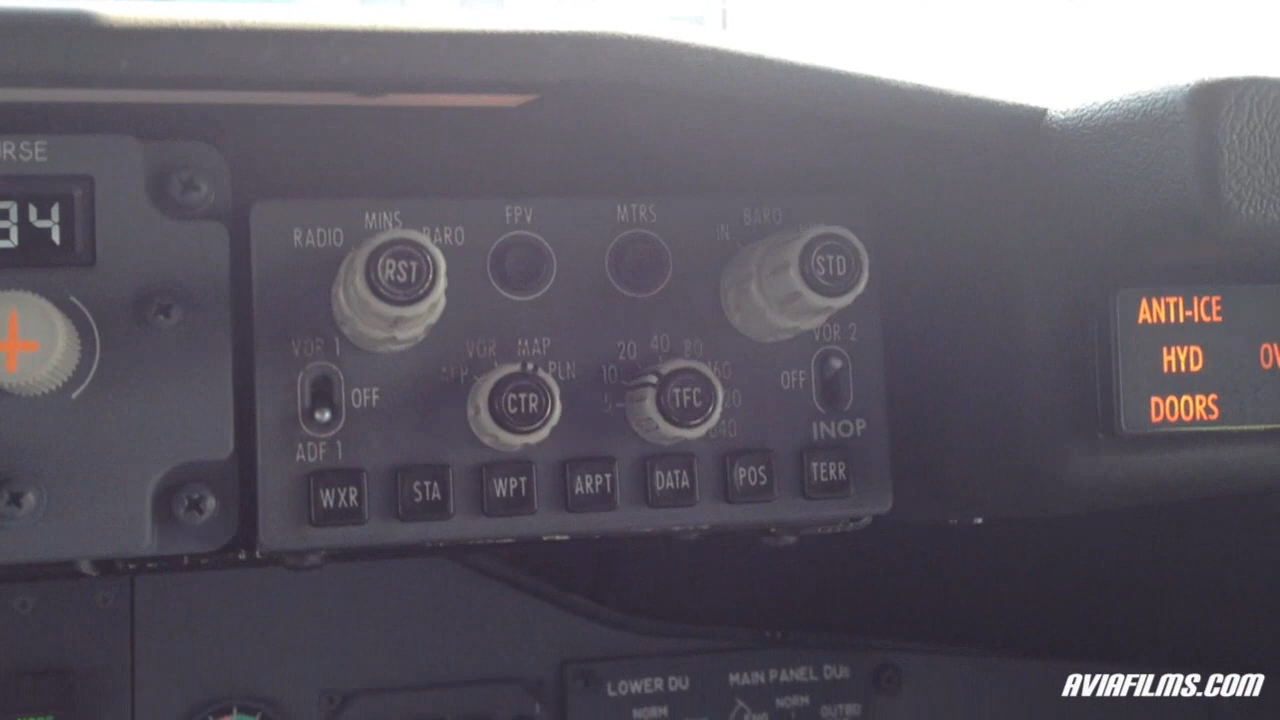 RSE
34
MINS
RADIO
BARO
RST
FPV
MTRS
BARO
IN
STD
ANTI-ICE
HYD
OV
DOORS
VOR 1
OFF
ADF 1
VOR MAP
APP PLN
CTR
20 40 80
10 160
5
TFC
VOR 2
OFF
INOP
WXR
STA
WPT
ARPT
DATA
POS
TERR
LOWER DU
NORM
MAIN PANEL DUs
NORM
OUTBD
AVIAFILMS.COM